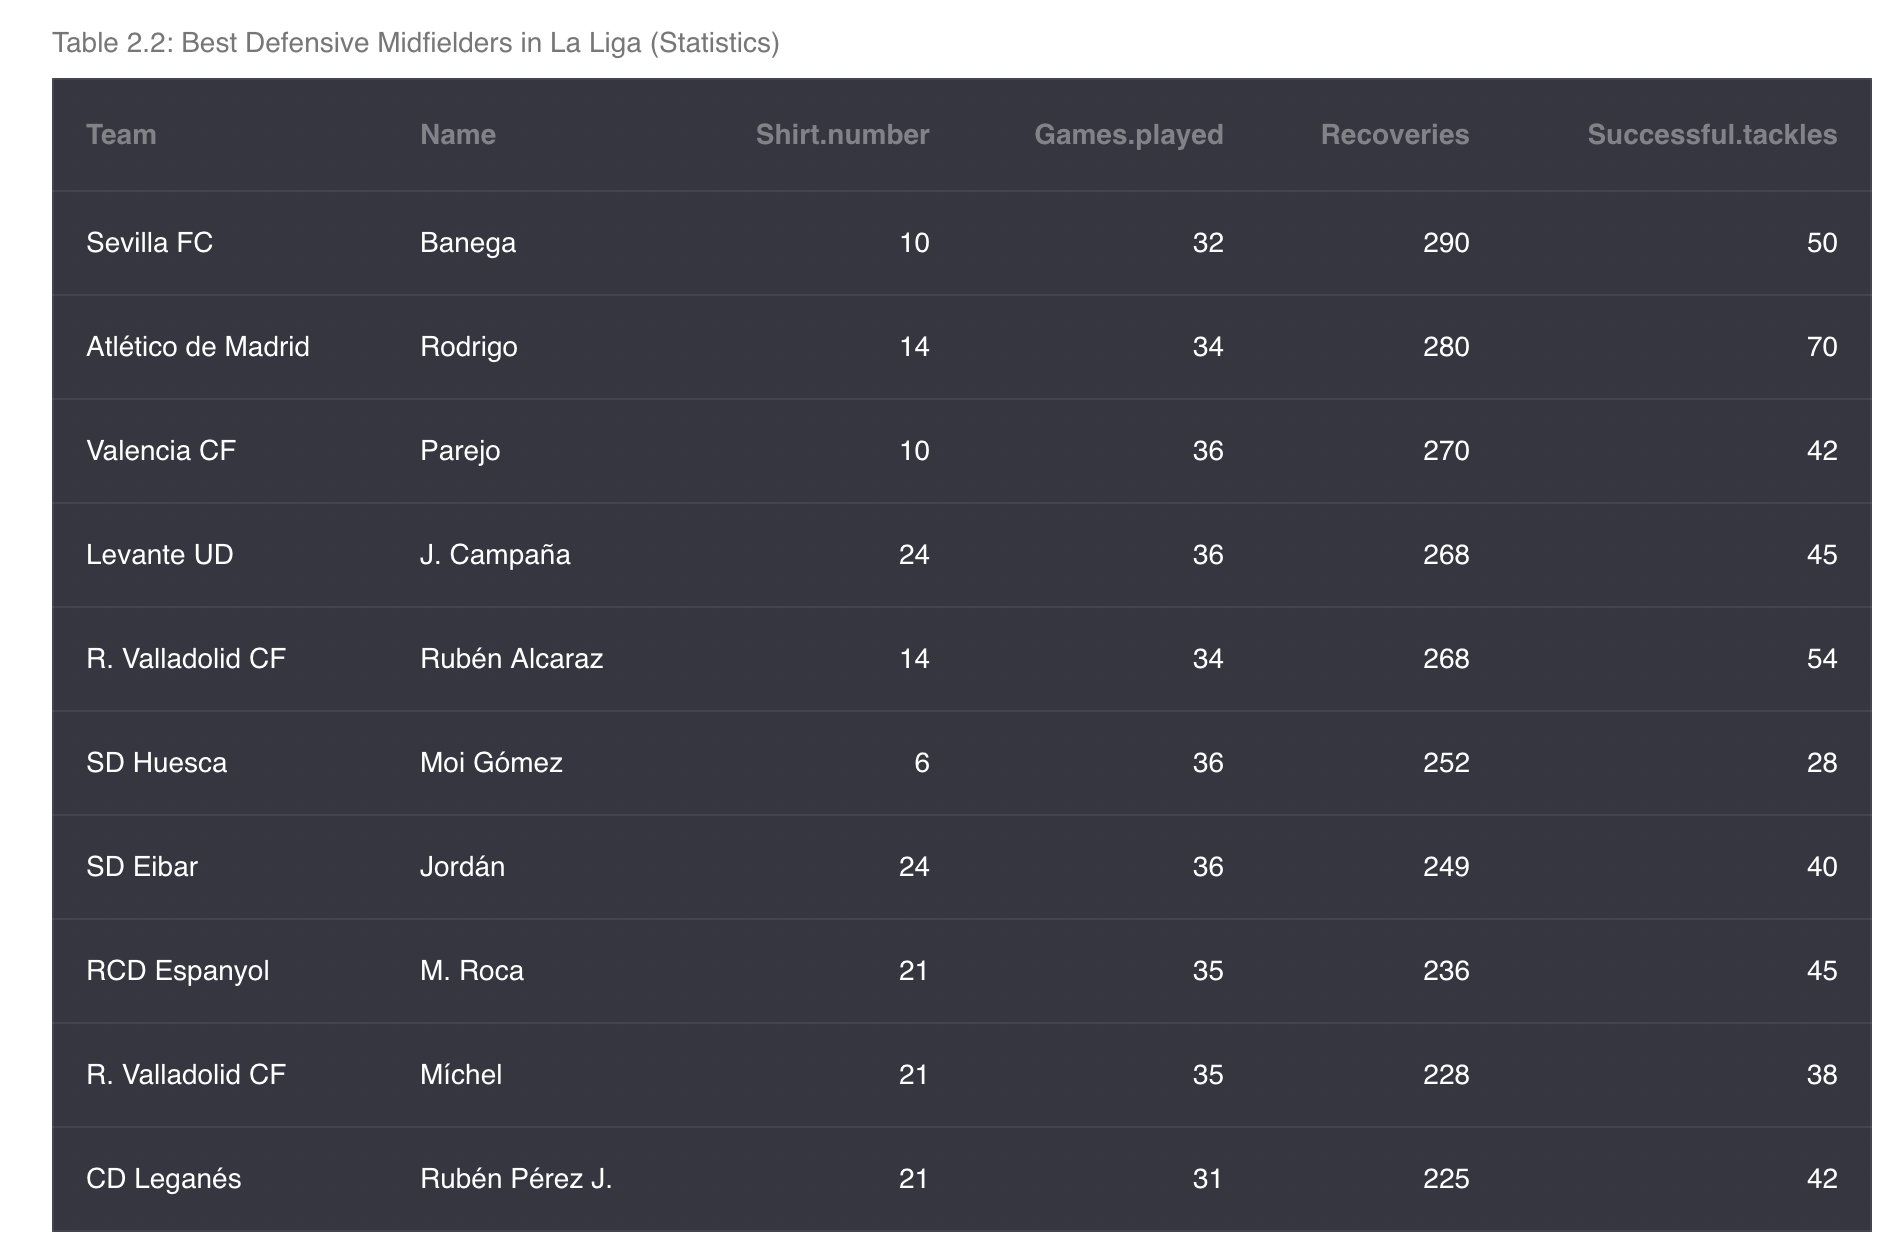 Table 2.2: Best Defensive Midfielders in La Liga (Statistics)
Team Name Shirt.number Games.played Recoveries Successful.tackles
Sevilla FC Banega 10 32 290 50
Atlético de Madrid Rodrigo 14 34 280 70
Valencia CF Parejo 10 36 270 42
Levante UD J. Campaña 24 36 268 45
R. Valladolid CF Rubén Alcaraz 14 34 268 54
SD Huesca Moi Gómez 6 36 252 28
SD Eibar Jordán 24 36 249 40
RCD Espanyol M. Roca 21 35 236 45
R. Valladolid CF Míchel 21 35 228 38
CD Leganés Rubén Pérez J. 21 31 225 42